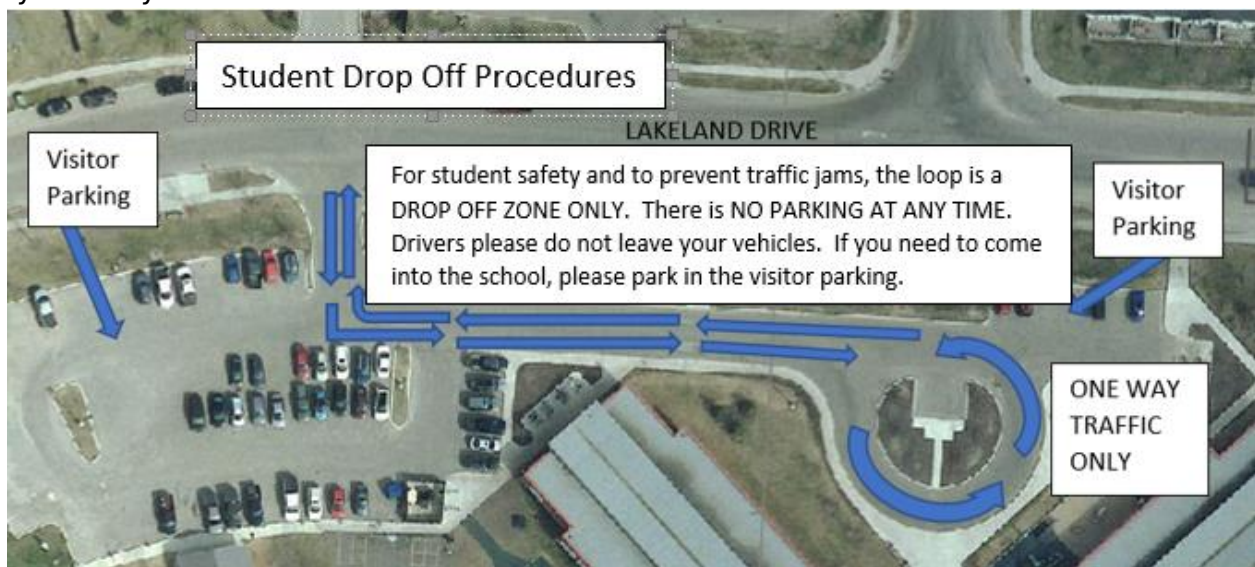 Student Drop Off Procedures
LAKELAND DRIVE
Visitor
Parking
For student safety and to prevent traffic jams, the loop is a
DROP OFF ZONE ONLY.  There is NO PARKING AT ANY TIME.
Drivers please do not leave your vehicles.  If you need to come
into the school, please park in the visitor parking.
Visitor
Parking
ONE WAY
TRAFFIC
ONLY